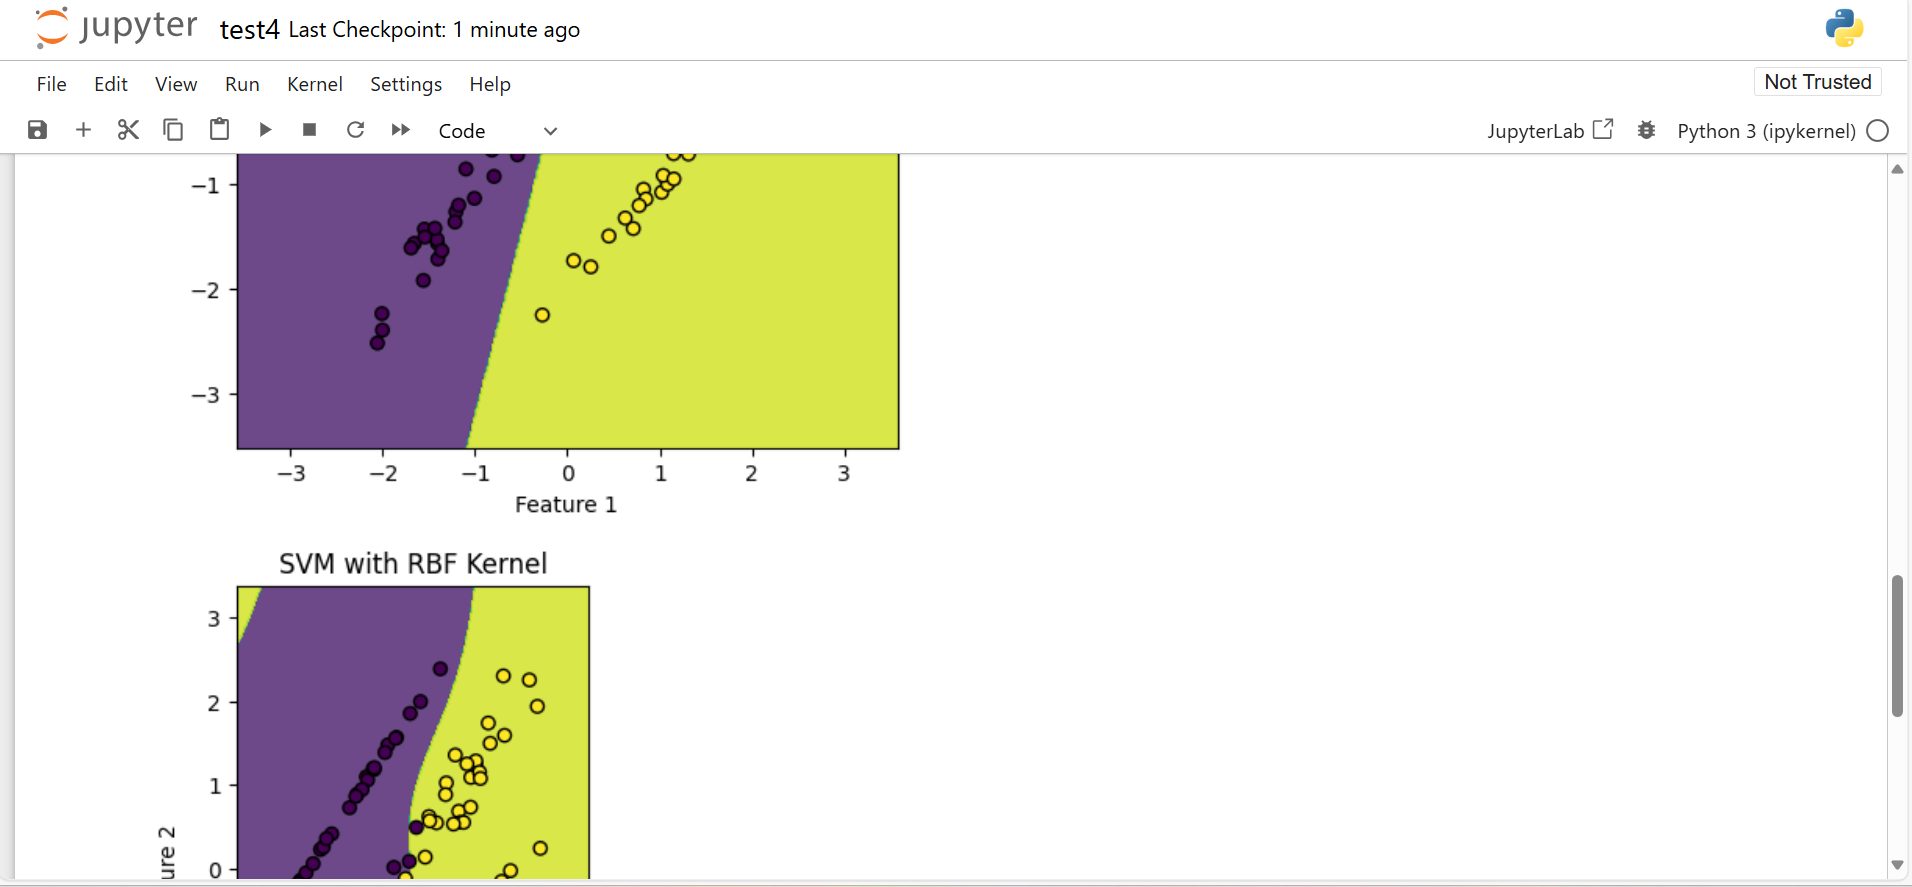 jupyter test4 Last Checkpoint: 1 minute ago
File Edit View Run Kernel Settings Help
Not Trusted
Code
JupyterLab
Python 3 (ipykernel)
−1
−2
−3
−3 −2 −1 0 1 2 3
Feature 1
SVM with RBF Kernel
3
2
1
0
ure 2